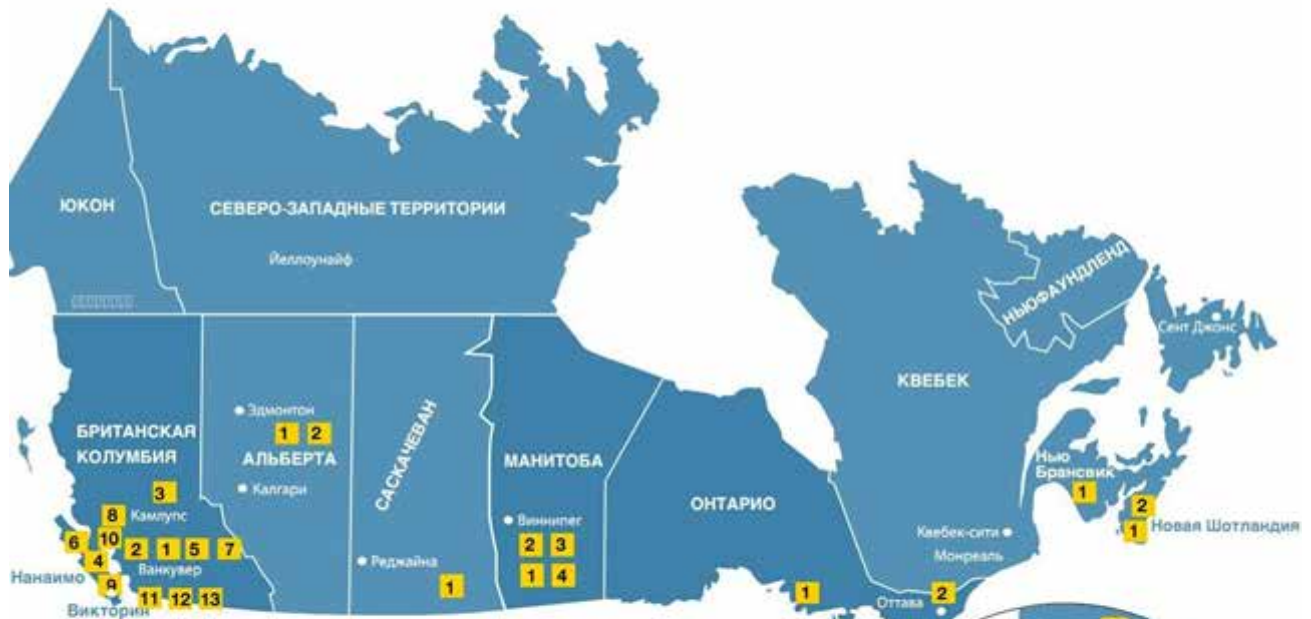 ЮКОН
СЕВЕРО-ЗАПАДНЫЕ ТЕРРИТОРИИ
Йеллоунайф
НЬЮФАУНДЛЕНД
Сент Джонс
КВЕБЕК
Эдмонтон
1 2
АЛЬБЕРТА
Калгари
БРИТАНСКАЯ
КОЛУМБИЯ
3
8
Камлупс
6
10
2 1 5 7
4
Ванкувер
Нанаимо
9
11 12 13
Виктория
САСКАЧЕВАН
Реджайна
1
МАНИТОБА
Виннипег
2 3
1 4
ОНТАРИО
1
Квебек-сити
Монреаль
Оттава
2
Нью
Брансвик
1
2
1
Новая Шотландия